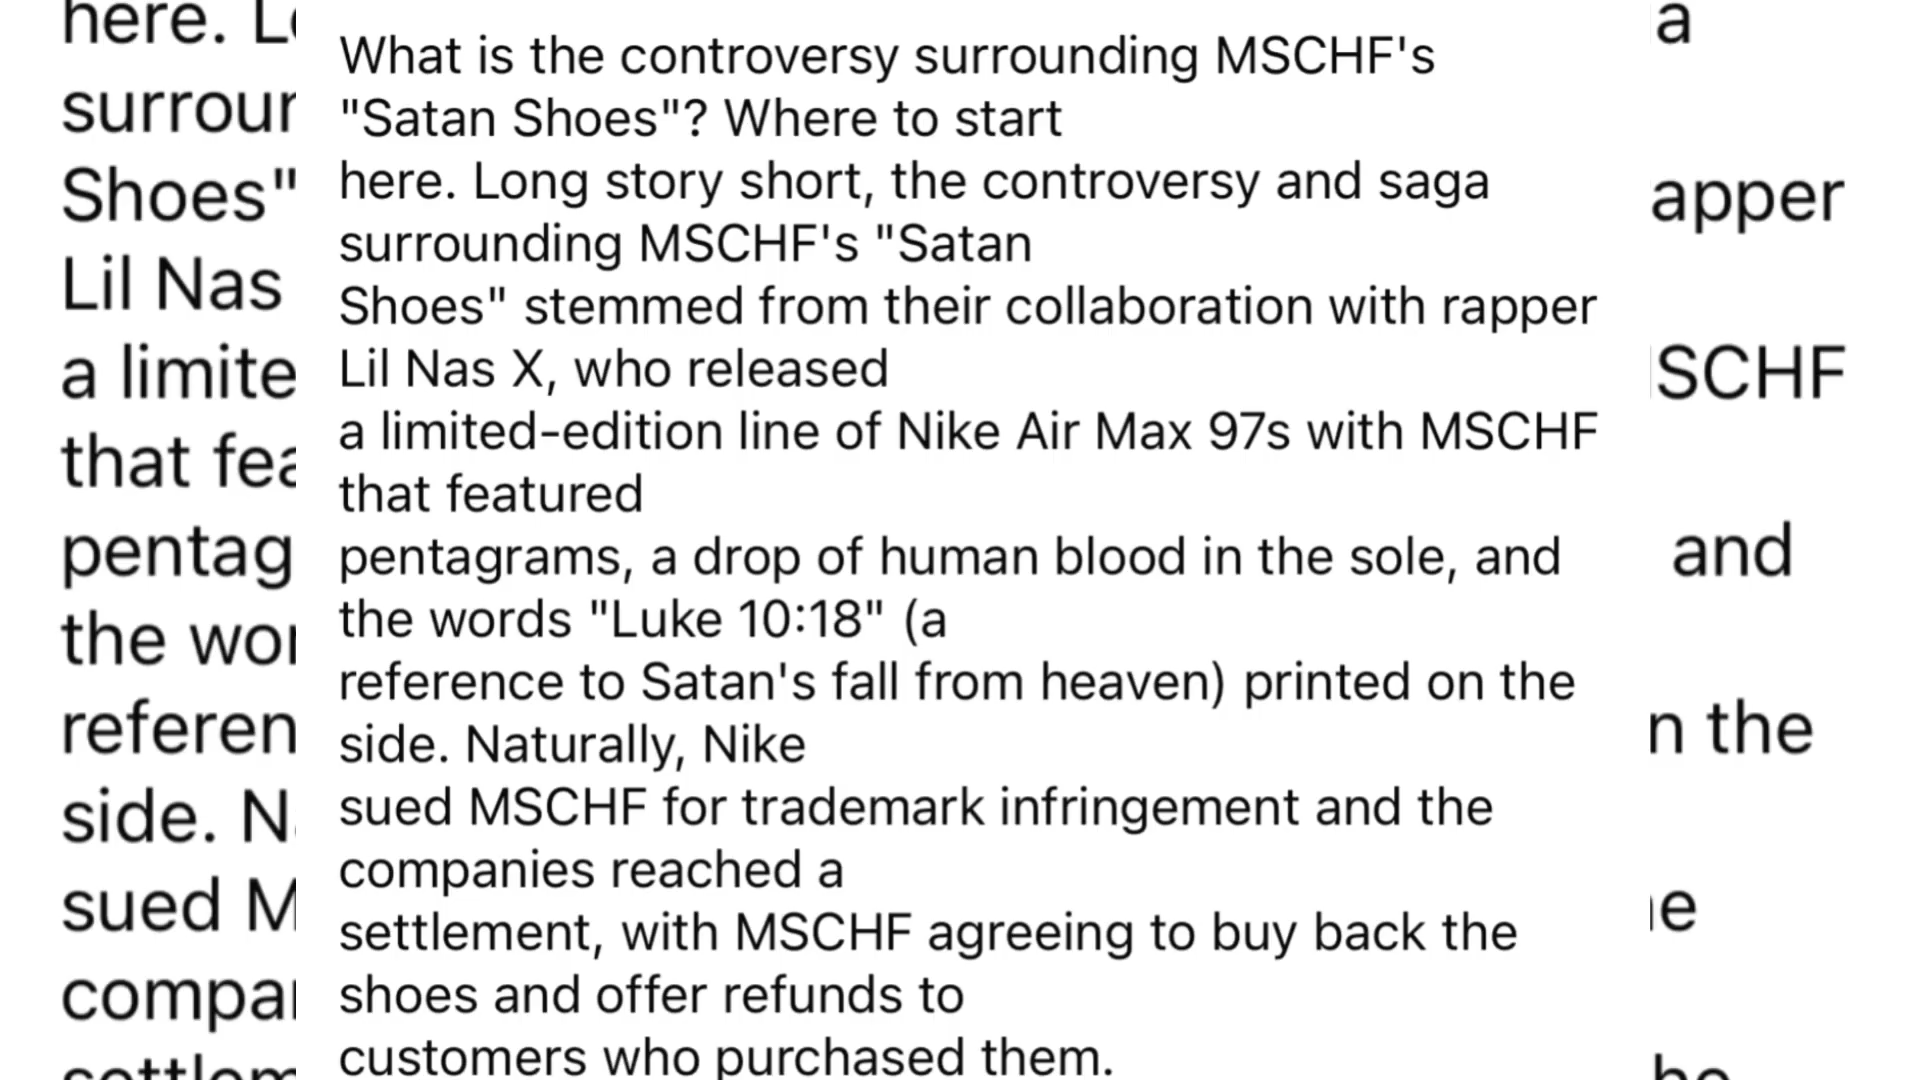 What is the controversy surrounding MSCHF's
"Satan Shoes"? Where to start
here. Long story short, the controversy and saga
surrounding MSCHF's "Satan
Shoes" stemmed from their collaboration with rapper
Lil Nas X, who released
a limited-edition line of Nike Air Max 97s with MSCHF
that featured
pentagrams, a drop of human blood in the sole, and
the words "Luke 10:18" (a
reference to Satan's fall from heaven) printed on the
side. Naturally, Nike
sued MSCHF for trademark infringement and the
companies reached a
settlement, with MSCHF agreeing to buy back the
shoes and offer refunds to
customers who purchased them.